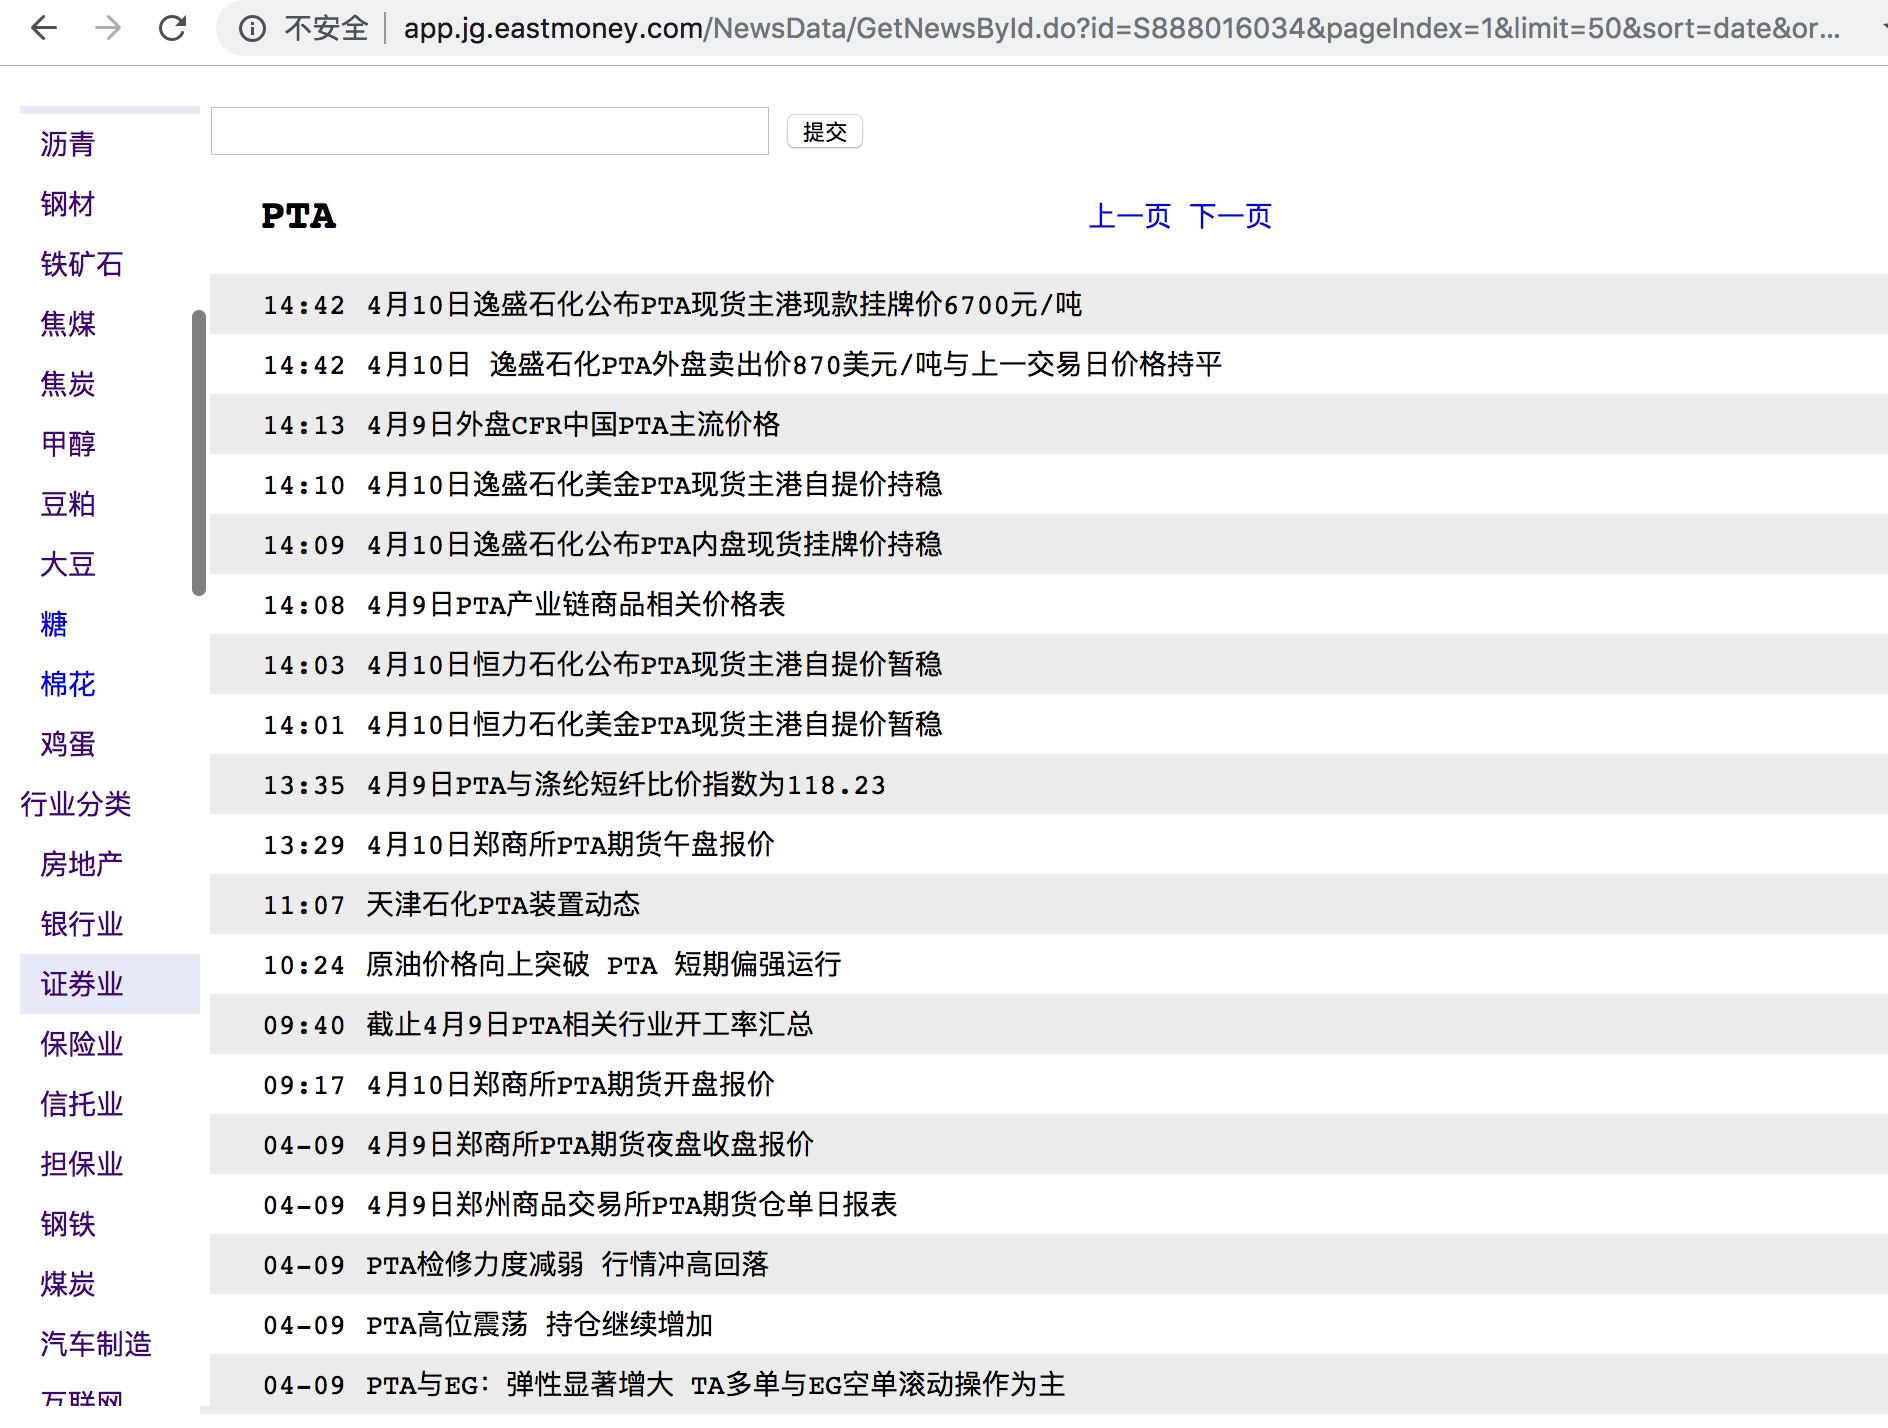 不安全 app.jg.eastmoney.com/NewsData/GetNewsById.do?id=S888016034&pageIndex=1&limit=50&sort=date&or...
沥青
钢材
铁矿石
焦煤
焦炭
甲醇
豆粕
大豆
糖
棉花
鸡蛋
行业分类
房地产
银行业
证券业
保险业
信托业
担保业
钢铁
煤炭
汽车制造
互联网
提交
PTA
上一页 下一页
14:42 4月10日逸盛石化公布PTA现货主港现款挂牌价6700元/吨
14:42 4月10日 逸盛石化PTA外盘卖出价870美元/吨与上一交易日价格持平
14:13 4月9日外盘CFR中国PTA主流价格
14:10 4月10日逸盛石化美金PTA现货主港自提价持稳
14:09 4月10日逸盛石化公布PTA内盘现货挂牌价持稳
14:08 4月9日PTA产业链商品相关价格表
14:03 4月10日恒力石化公布PTA现货主港自提价暂稳
14:01 4月10日恒力石化美金PTA现货主港自提价暂稳
13:35 4月9日PTA与涤纶短纤比价指数为118.23
13:29 4月10日郑商所PTA期货午盘报价
11:07 天津石化PTA装置动态
10:24 原油价格向上突破 PTA 短期偏强运行
09:40 截止4月9日PTA相关行业开工率汇总
09:17 4月10日郑商所PTA期货开盘报价
04-09 4月9日郑商所PTA期货夜盘收盘报价
04-09 4月9日郑州商品交易所PTA期货仓单日报表
04-09 PTA检修力度减弱 行情冲高回落
04-09 PTA高位震荡 持仓继续增加
04-09 PTA与EG：弹性显著增大 TA多单与EG空单滚动操作为主